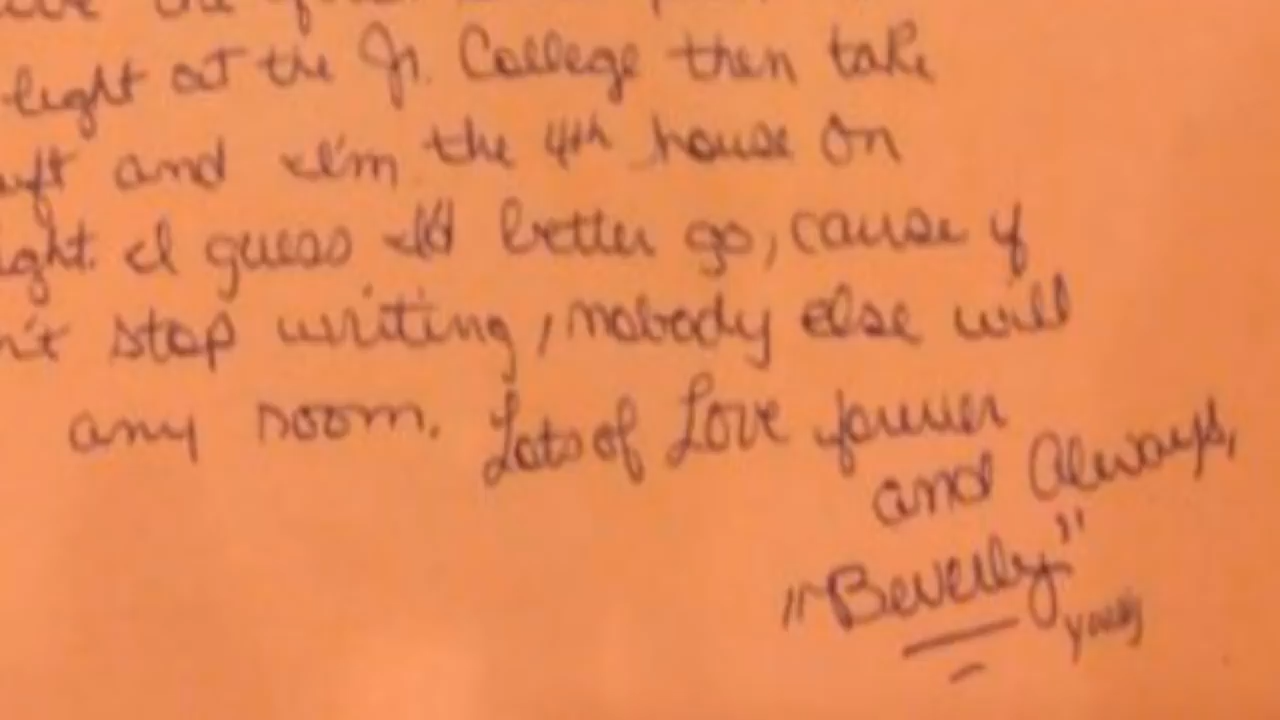 the
light at the Jr. College then take
and I'm the 4th house on
I guess I'd better go, cause if
stop writing, nobody else will
any room. Lots of Love forever
and Always,
"Beverly"